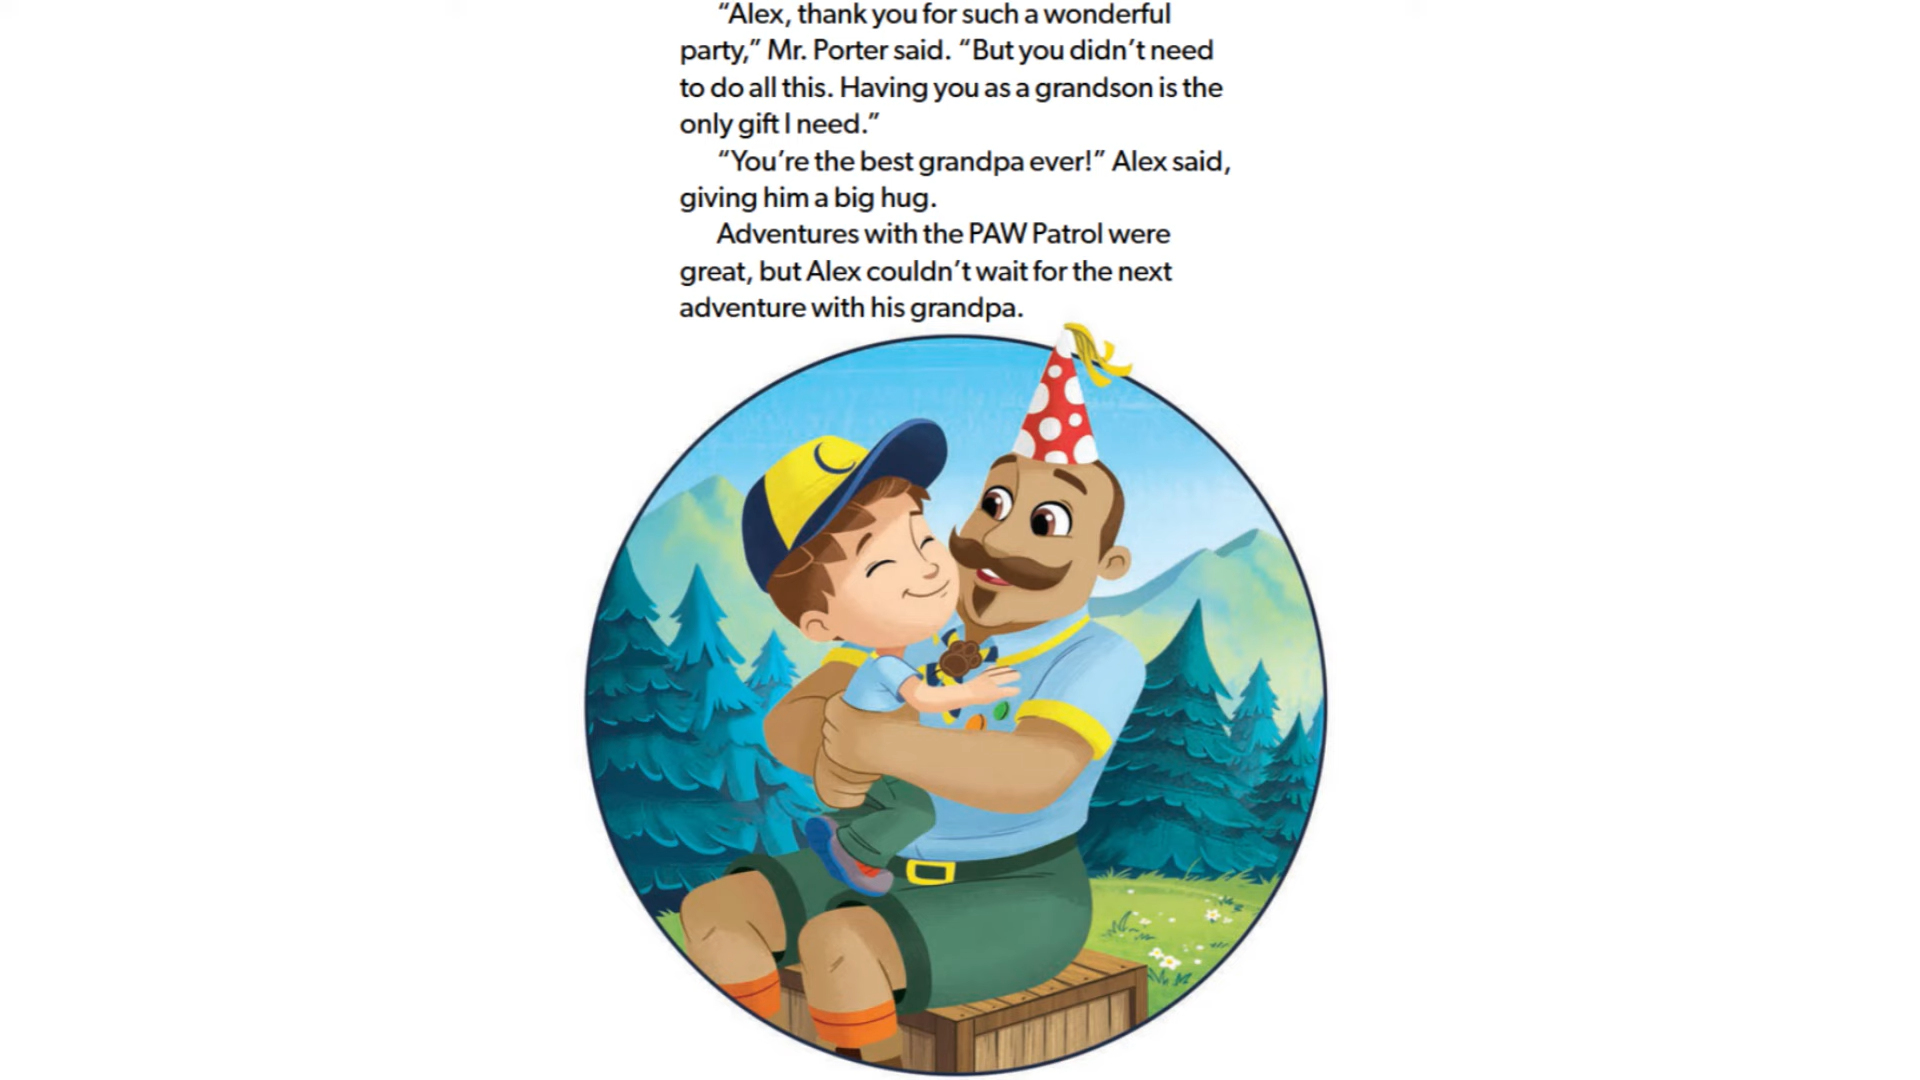 “Alex, thank you for such a wonderful
party,” Mr. Porter said. “But you didn’t need
to do all this. Having you as a grandson is the
only gift I need.”
“You’re the best grandpa ever!” Alex said,
giving him a big hug.
Adventures with the PAW Patrol were
great, but Alex couldn’t wait for the next
adventure with his grandpa.